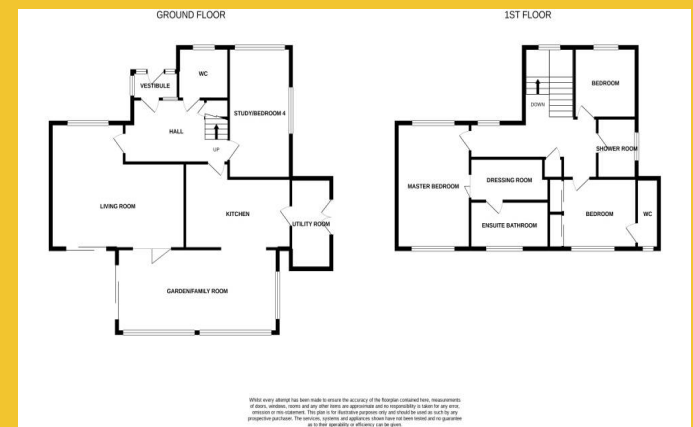 GROUND FLOOR
1ST FLOOR
VESTIBULE
WC
STUDY/BEDROOM 4
HALL
UP
LIVING ROOM
KITCHEN
UTILITY ROOM
GARDEN/FAMILY ROOM
DOWN
BEDROOM
SHOWER ROOM
MASTER BEDROOM
DRESSING ROOM
ENSUITE BATHROOM
BEDROOM
WC
Whilst every attempt has been made to ensure the accuracy of the floorplan contained here, measurements
of doors, windows, rooms and any other items are approximate and no responsibility is taken for any error,
omission or mis-statement. This plan is for illustrative purposes only and should be used as such by any
prospective purchaser. The services, systems and appliances shown have not been tested and no guarantee
as to their operability or efficiency can be given.